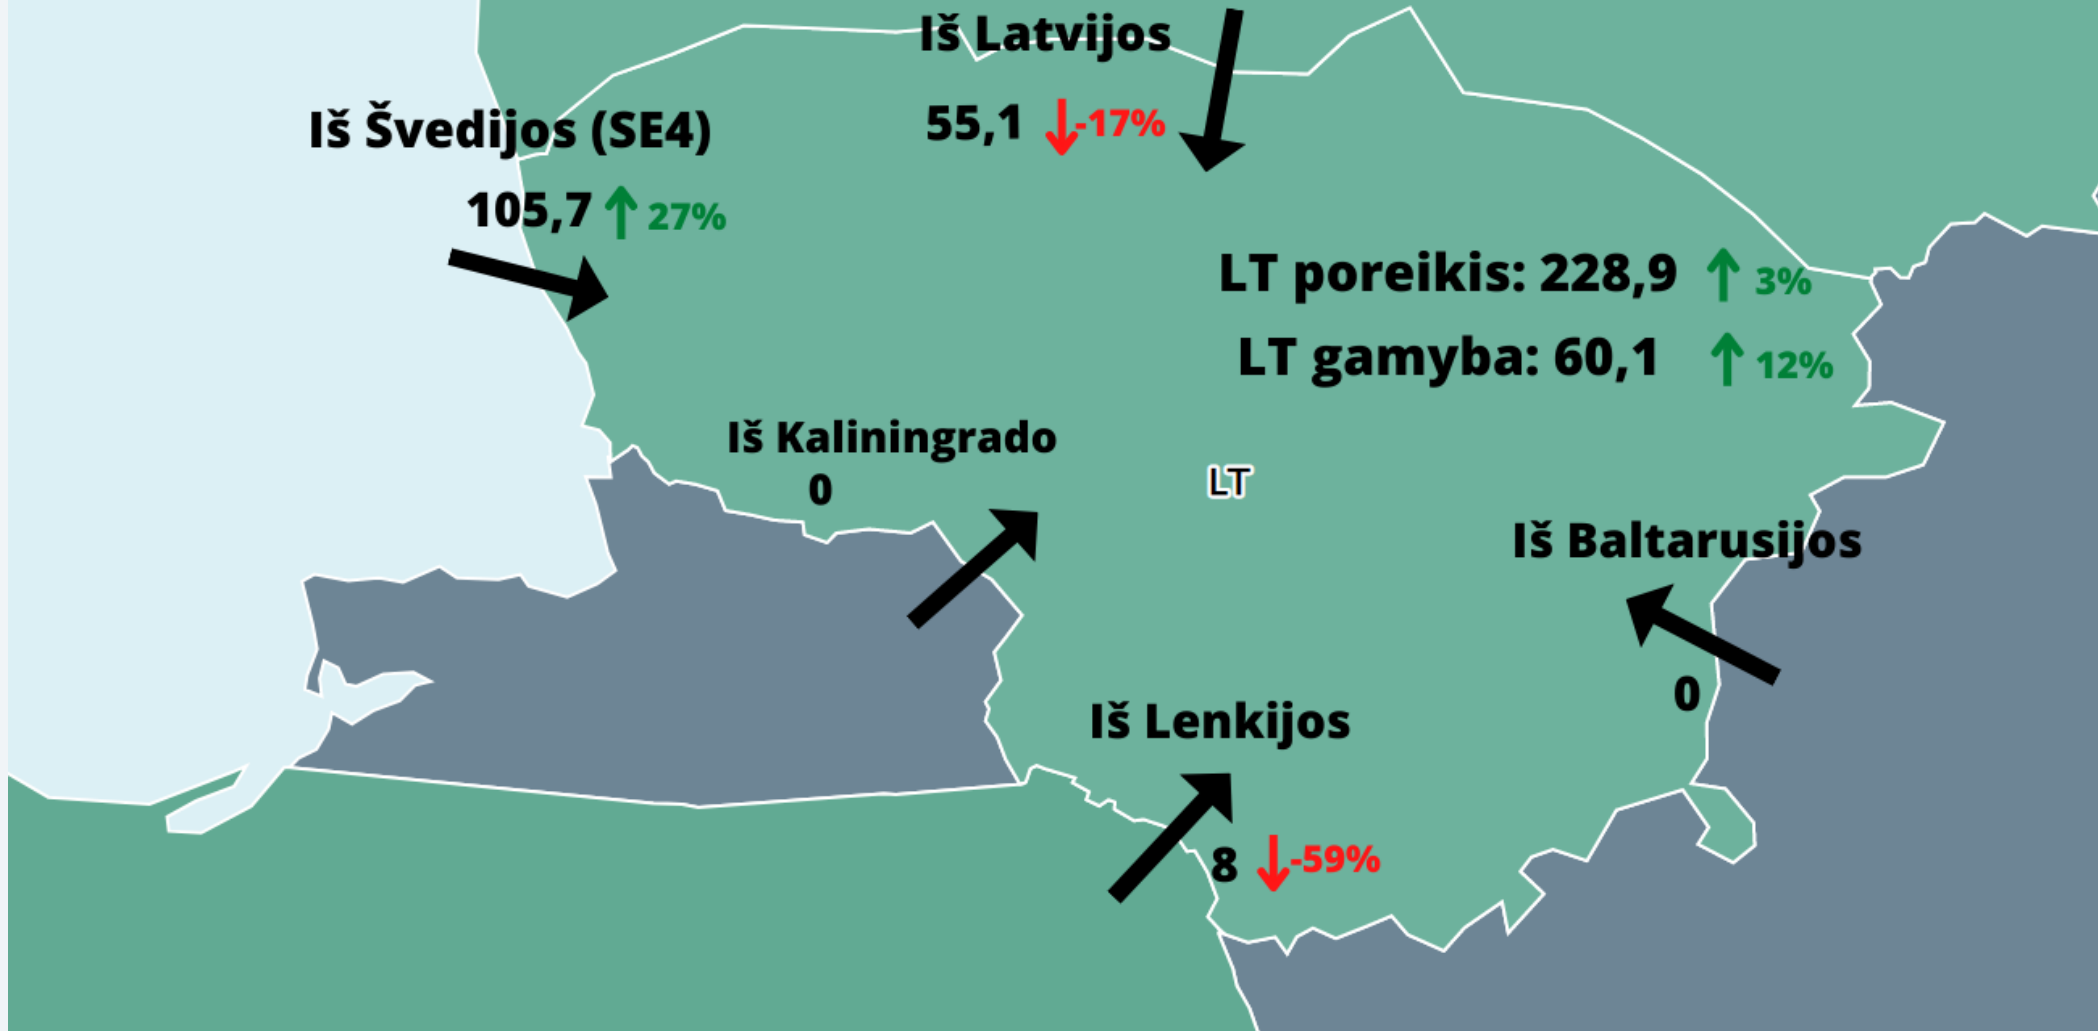 Iš Latvijos
55,1 -17%
Iš Švedijos (SE4)
105,7 27%
LT poreikis: 228,9 3%
LT gamyba: 60,1 12%
Iš Kaliningrado
0
LT
Iš Baltarusijos
0
Iš Lenkijos
8 -59%